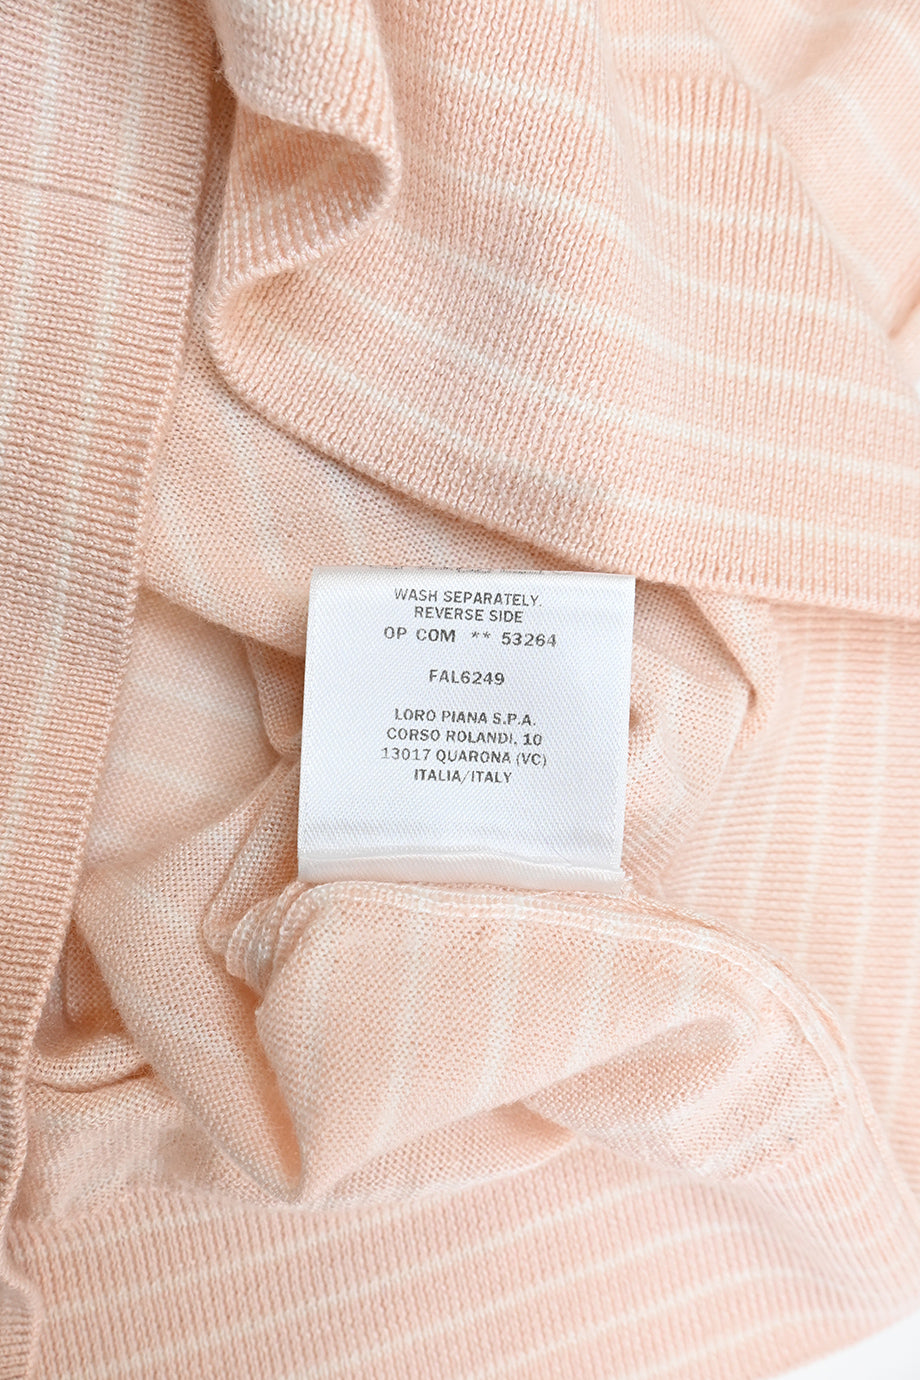 WASH SEPARATELY.
REVERSE SIDE
OP COM ** 53264
FAL6249
LORO PIANA S.P.A.
CORSO ROLANDI, 10
13017 QUARONA (VC)
ITALIA/ITALY